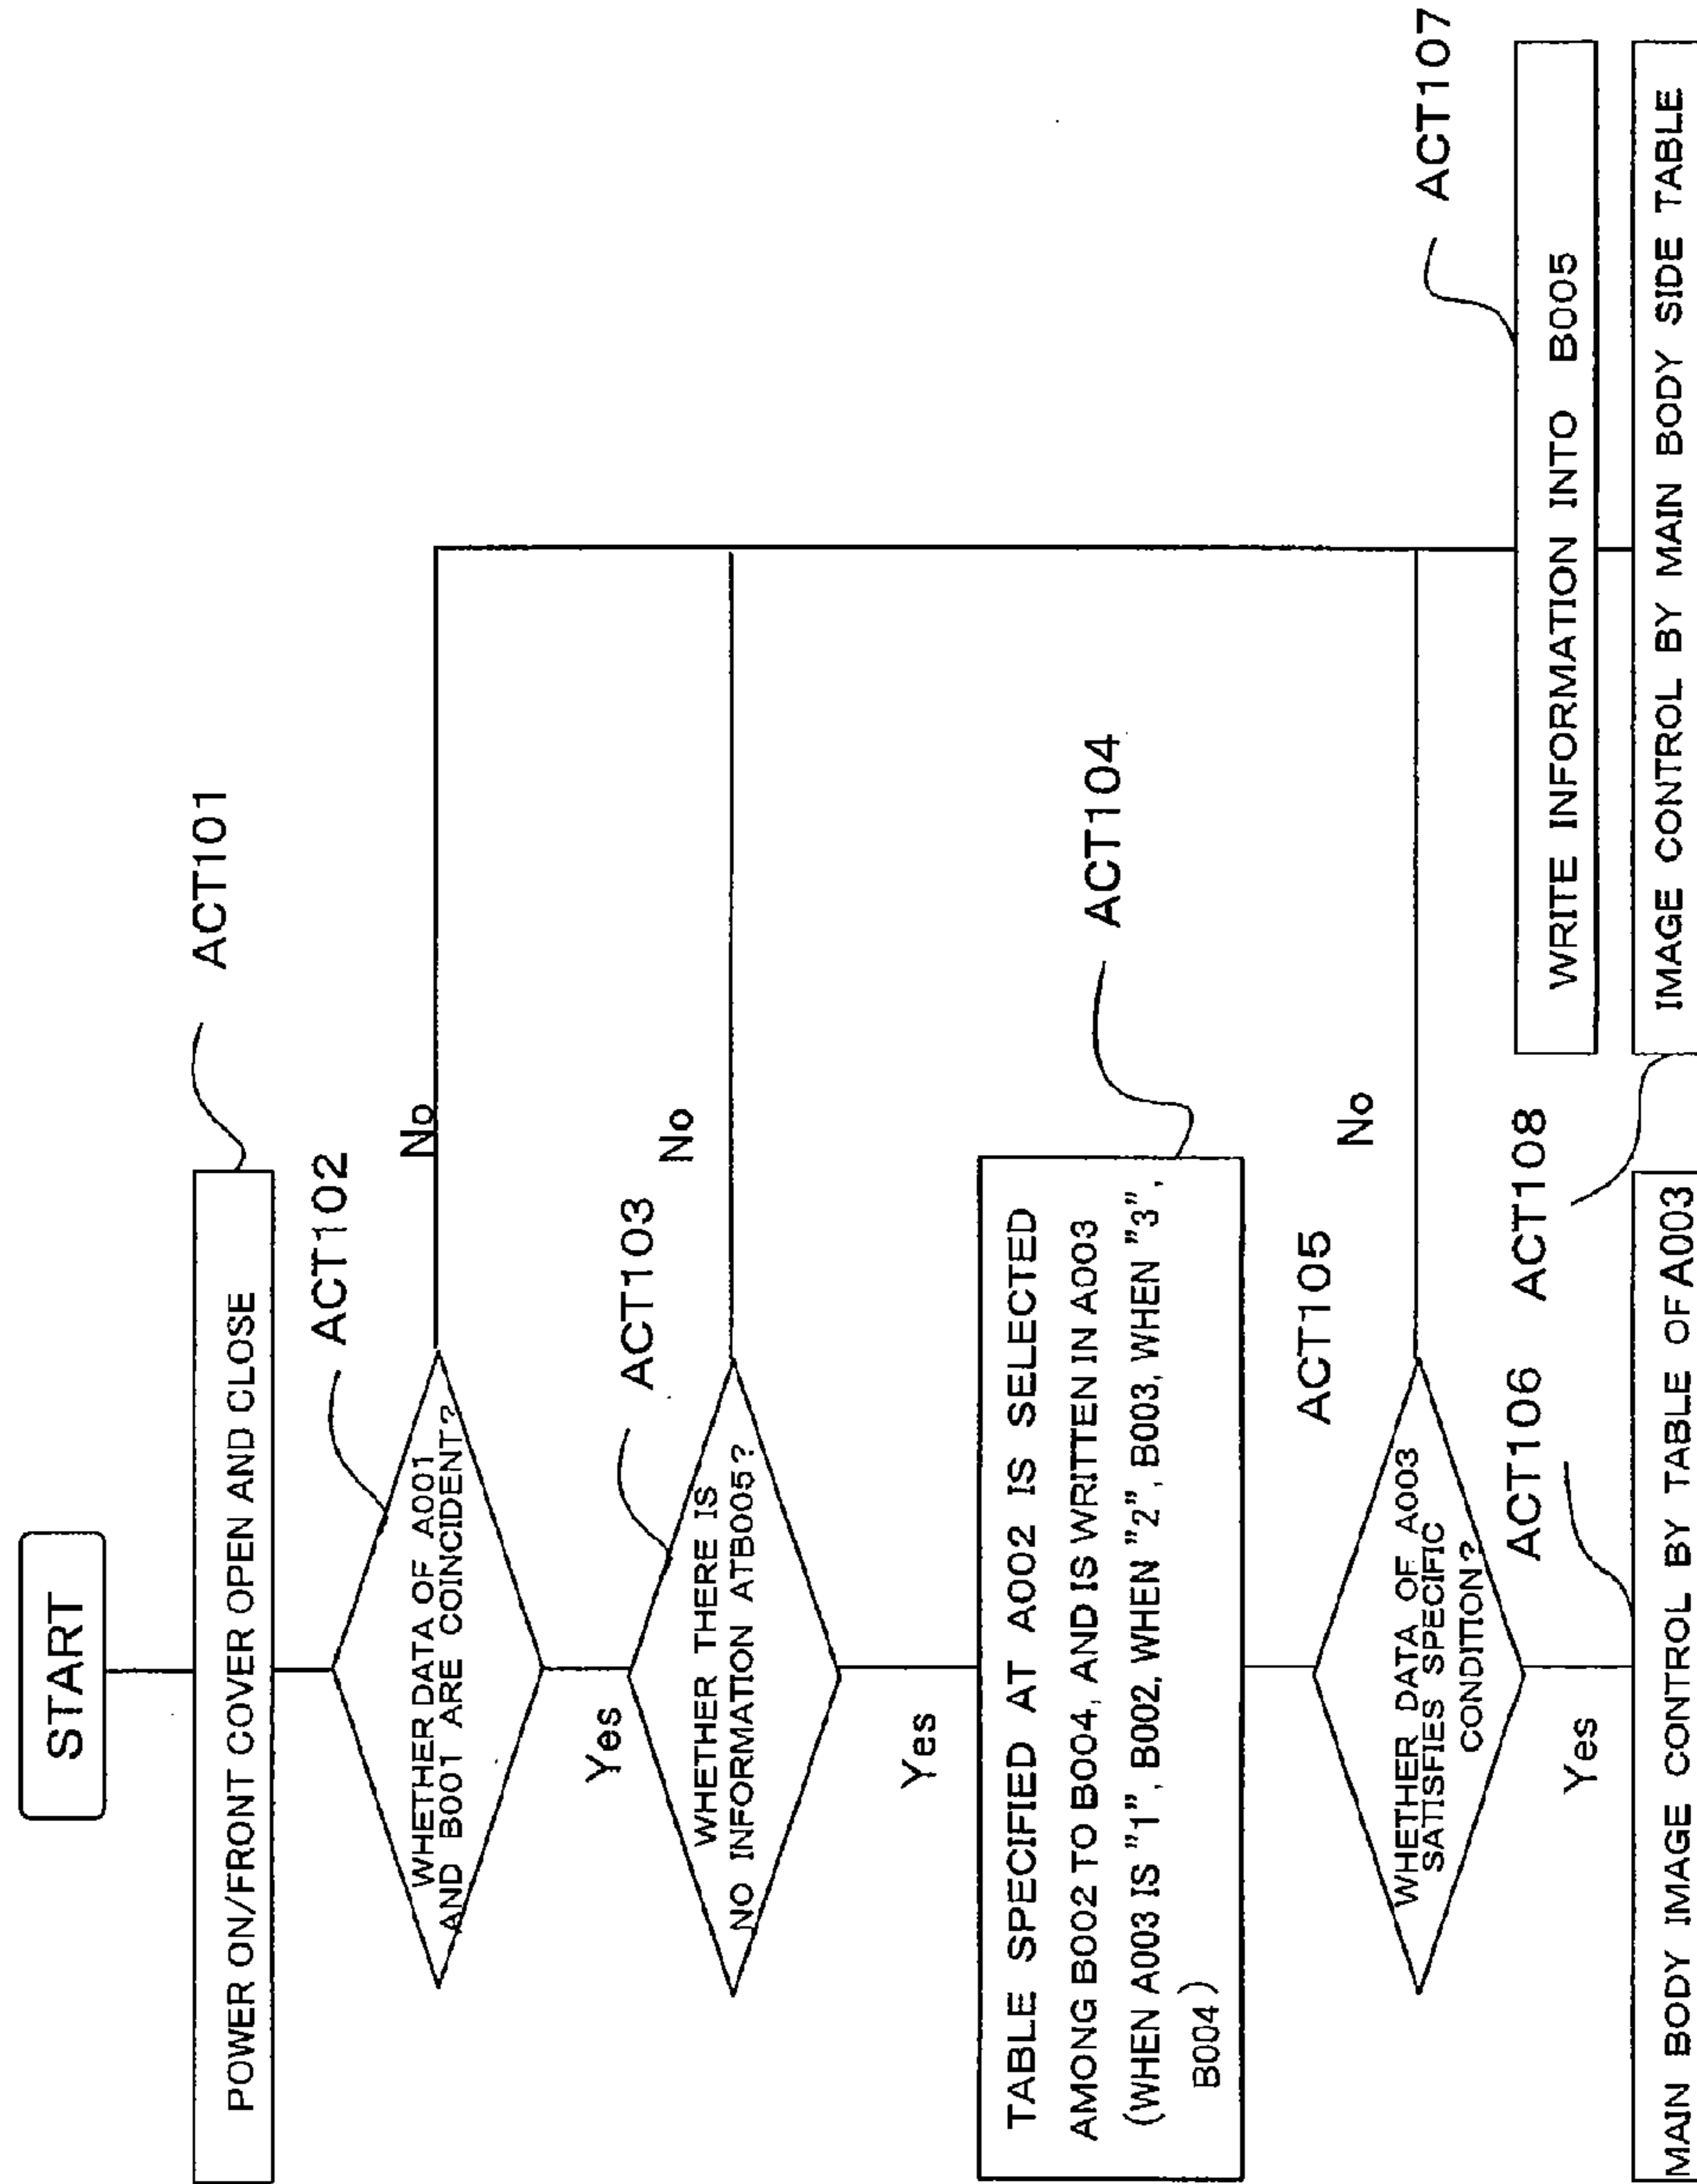 START
POWER ON/FRONT COVER OPEN AND CLOSE
ACT101
ACT102
WHETHER DATA OF A001
AND B001 ARE COINCIDENT?
No
Yes
ACT103
WHETHER THERE IS
NO INFORMATION ATB005?
No
Yes
ACT104
TABLE SPECIFIED AT A002 IS SELECTED
AMONG B002 TO B004, AND IS WRITTEN IN A003
(WHEN A003 IS "1", B002, WHEN "2", B003, WHEN "3",
B004)
ACT105
WHETHER DATA OF A003
SATISFIES SPECIFIC
CONDITION?
No
Yes
ACT106
MAIN BODY IMAGE CONTROL BY TABLE OF A003
ACT107
WRITE INFORMATION INTO B005
ACT108
IMAGE CONTROL BY MAIN BODY SIDE TABLE